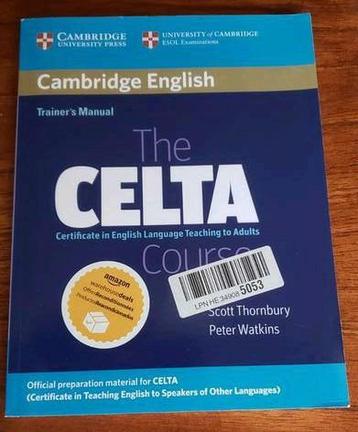 CAMBRIDGE
UNIVERSITY PRESS
UNIVERSITY of CAMBRIDGE
ESOL Examinations
Cambridge English
Trainer's Manual
The
CELTA
Certificate in English Language Teaching to Adults
Course
amazon
warehousedeals
LPN HE 34908 5053
Scott Thornbury
Peter Watkins
Official preparation material for CELTA
(Certificate in Teaching English to Speakers of Other Languages)